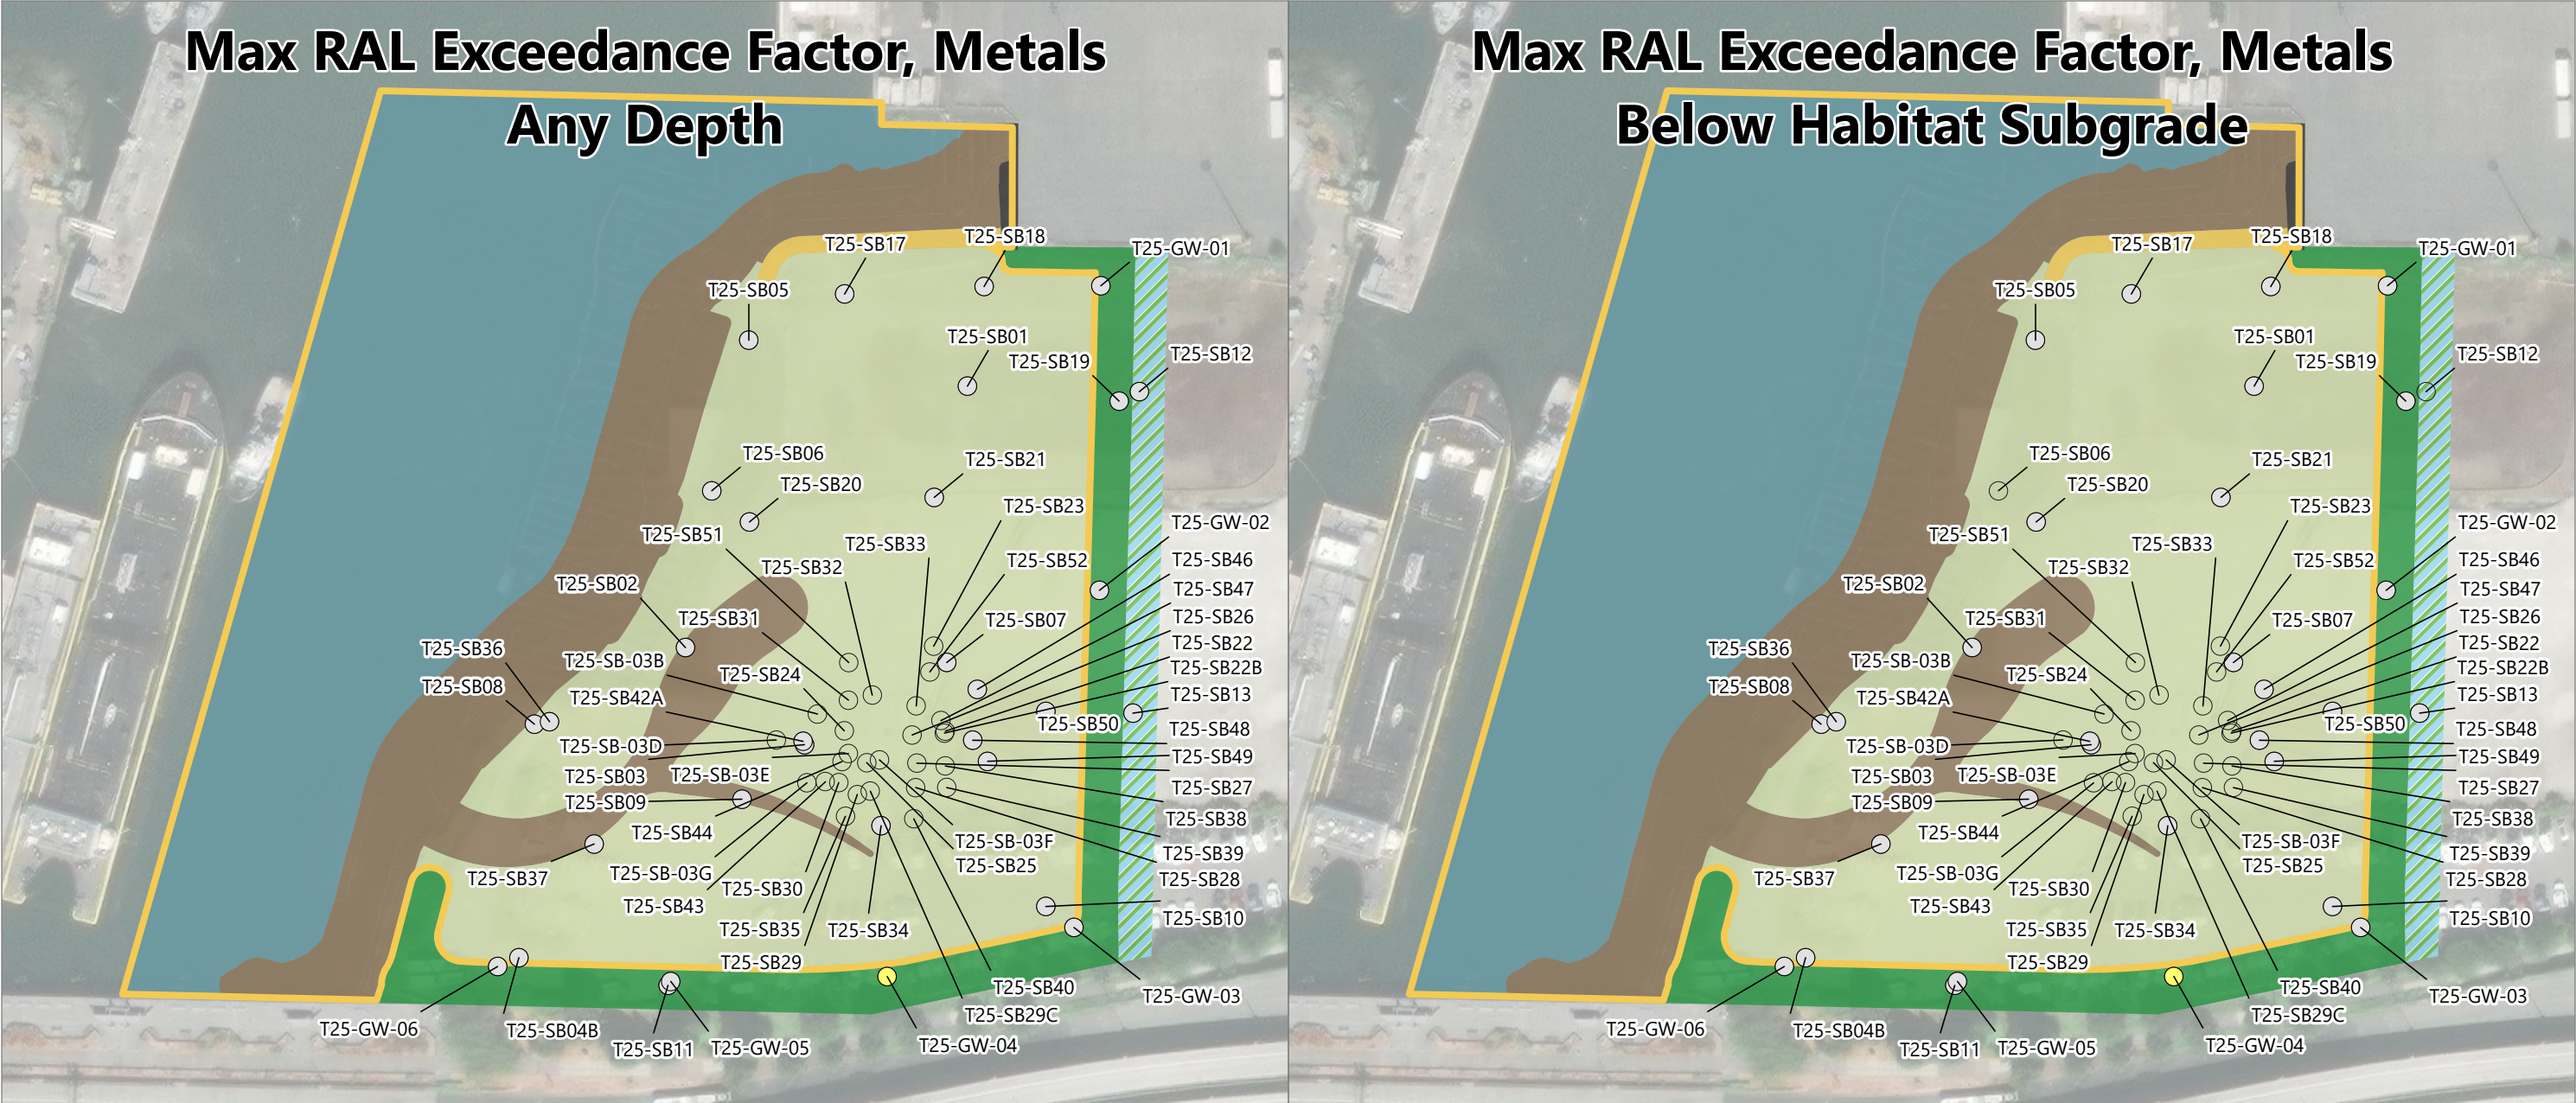 Max RAL Exceedance Factor, Metals
Any Depth
T25-SB17
T25-SB18
T25-GW-01
T25-SB05
T25-SB01
T25-SB19
T25-SB12
T25-SB06
T25-SB21
T25-SB20
T25-SB23
T25-GW-02
T25-SB51
T25-SB33
T25-SB52
T25-SB46
T25-SB32
T25-SB02
T25-SB47
T25-SB31
T25-SB07
T25-SB26
T25-SB36
T25-SB22
T25-SB-03B
T25-SB24
T25-SB22B
T25-SB08
T25-SB42A
T25-SB13
T25-SB50
T25-SB48
T25-SB-03D
T25-SB49
T25-SB03
T25-SB-03E
T25-SB27
T25-SB09
T25-SB38
T25-SB44
T25-SB-03F
T25-SB39
T25-SB25
T25-SB37
T25-SB-03G
T25-SB28
T25-SB30
T25-SB43
T25-SB10
T25-SB35
T25-SB34
T25-SB29
T25-SB40
T25-GW-03
T25-SB29C
T25-GW-06
T25-SB04B
T25-SB11
T25-GW-05
T25-GW-04
Max RAL Exceedance Factor, Metals
Below Habitat Subgrade
T25-SB17
T25-SB18
T25-GW-01
T25-SB05
T25-SB01
T25-SB19
T25-SB12
T25-SB06
T25-SB21
T25-SB20
T25-SB23
T25-GW-02
T25-SB51
T25-SB33
T25-SB52
T25-SB46
T25-SB32
T25-SB02
T25-SB47
T25-SB31
T25-SB07
T25-SB26
T25-SB36
T25-SB22
T25-SB-03B
T25-SB24
T25-SB22B
T25-SB08
T25-SB42A
T25-SB13
T25-SB50
T25-SB48
T25-SB-03D
T25-SB49
T25-SB03
T25-SB-03E
T25-SB27
T25-SB09
T25-SB38
T25-SB44
T25-SB-03F
T25-SB39
T25-SB25
T25-SB37
T25-SB-03G
T25-SB28
T25-SB30
T25-SB43
T25-SB10
T25-SB35
T25-SB34
T25-SB29
T25-SB40
T25-GW-03
T25-SB29C
T25-GW-06
T25-SB04B
T25-SB11
T25-GW-05
T25-GW-04